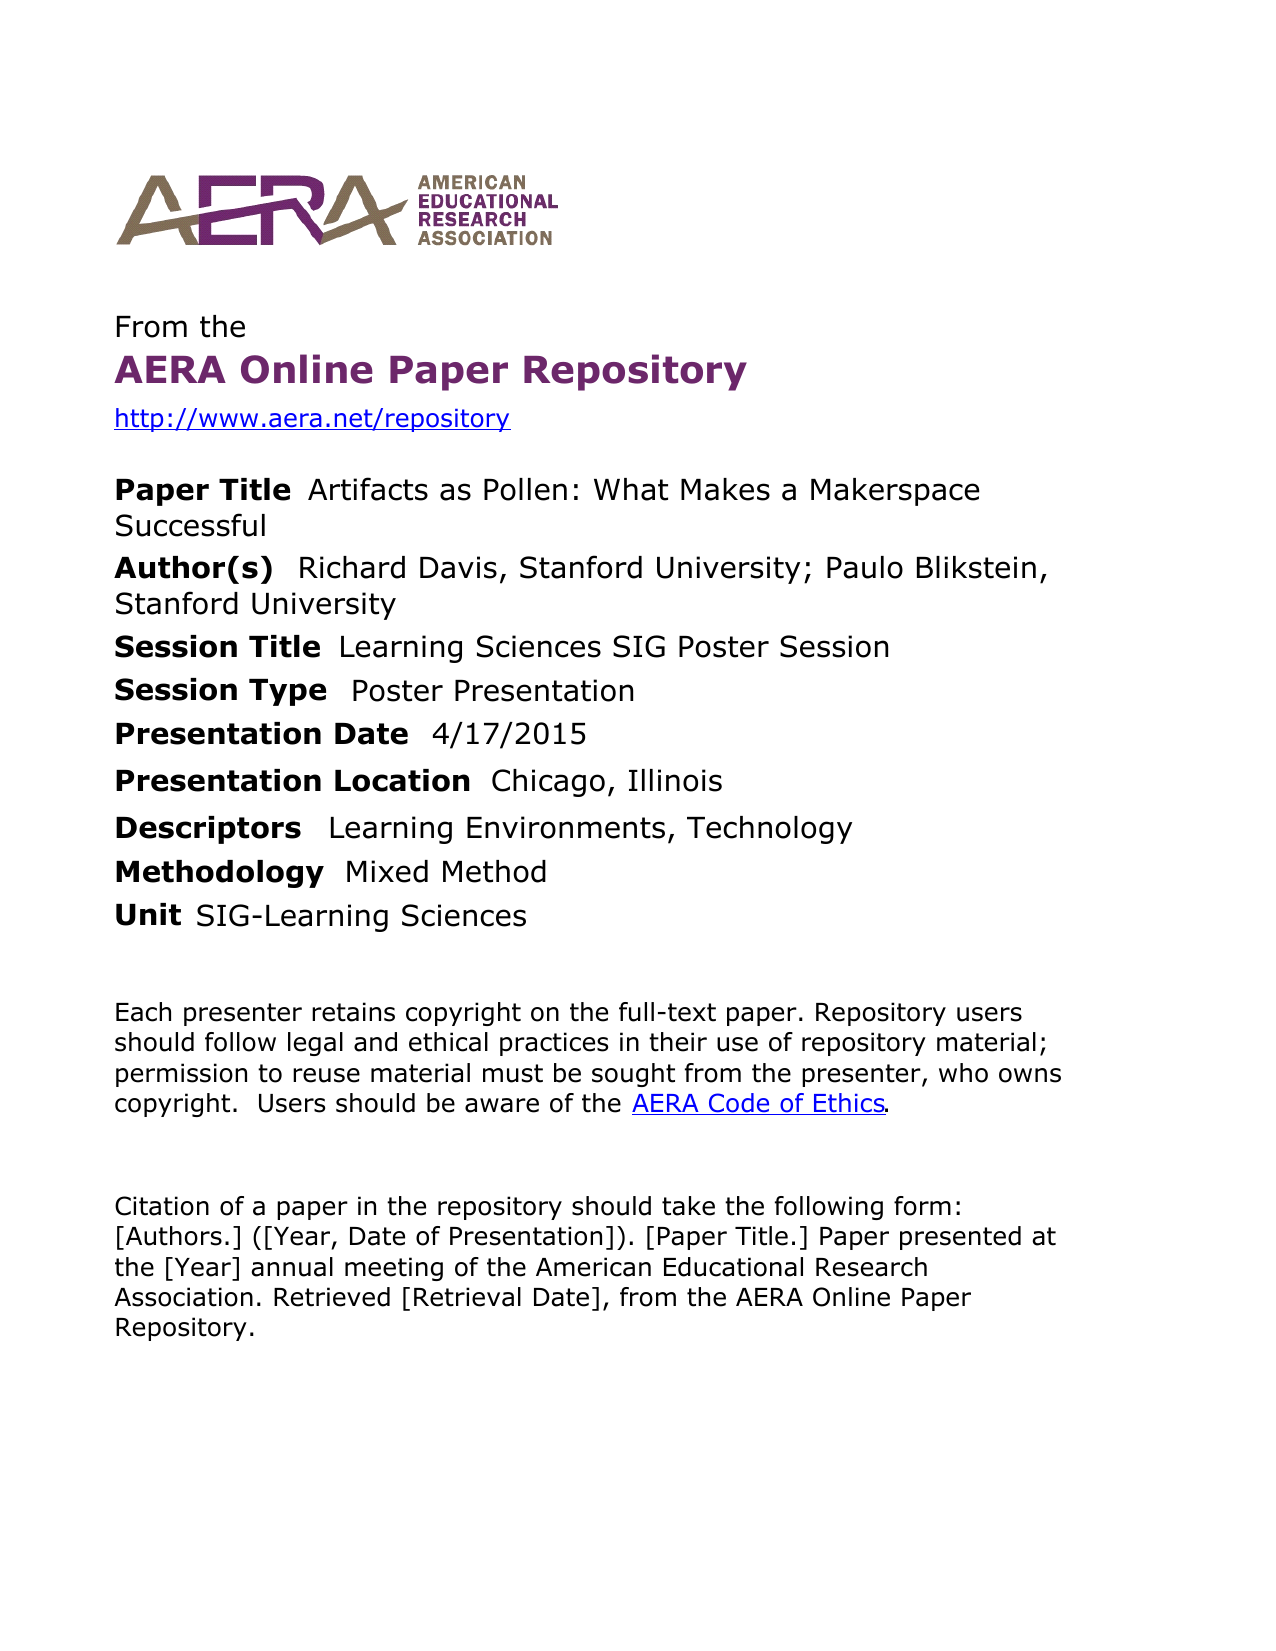 AERA
AMERICAN
EDUCATIONAL
RESEARCH
ASSOCIATION
From the
AERA Online Paper Repository
http://www.aera.net/repository
Paper Title Artifacts as Pollen: What Makes a Makerspace
Successful
Author(s) Richard Davis, Stanford University; Paulo Blikstein,
Stanford University
Session Title Learning Sciences SIG Poster Session
Session Type Poster Presentation
Presentation Date 4/17/2015
Presentation Location Chicago, Illinois
Descriptors Learning Environments, Technology
Methodology Mixed Method
Unit SIG-Learning Sciences
Each presenter retains copyright on the full-text paper. Repository users
should follow legal and ethical practices in their use of repository material;
permission to reuse material must be sought from the presenter, who owns
copyright. Users should be aware of the AERA Code of Ethics.
Citation of a paper in the repository should take the following form:
[Authors.] ([Year, Date of Presentation]). [Paper Title.] Paper presented at
the [Year] annual meeting of the American Educational Research
Association. Retrieved [Retrieval Date], from the AERA Online Paper
Repository.